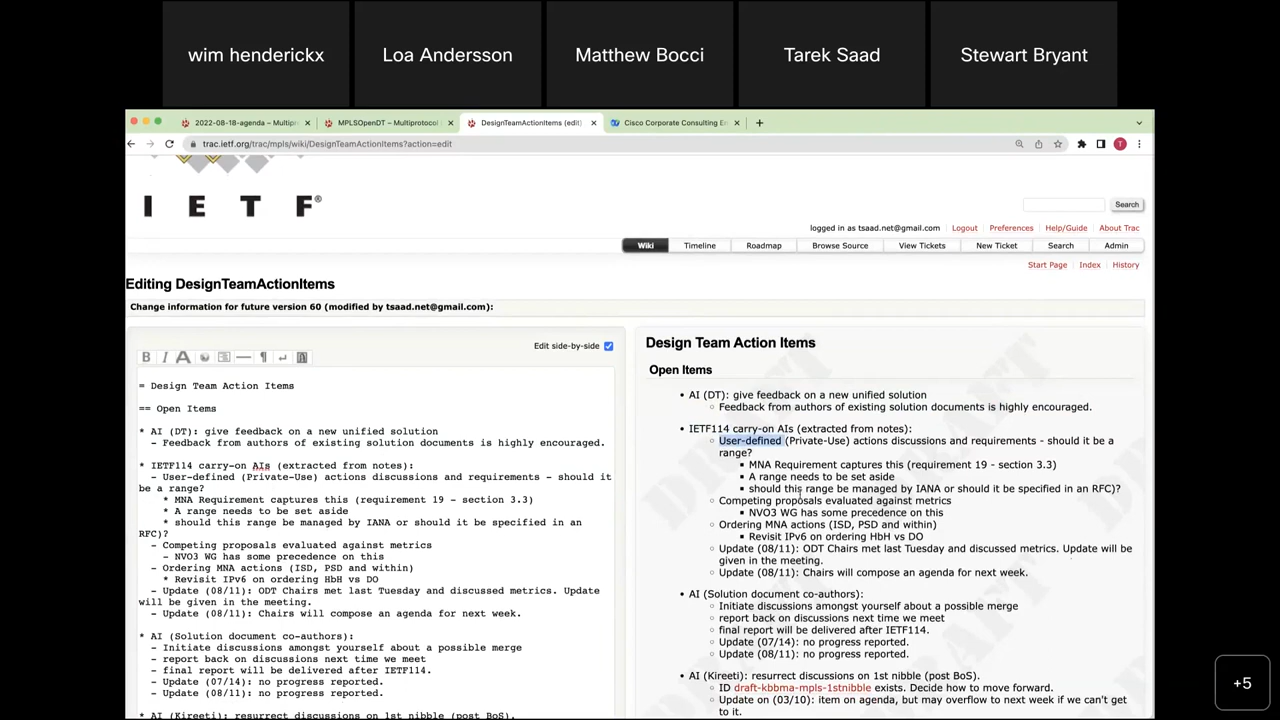 wim henderickx
Loa Andersson
Matthew Bocci
Tarek Saad
Stewart Bryant
2022-08-18-agenda – Multipr
MPLSOpenDT – Multiprotocol
DesignTeamActionItems (edit)
Cisco Corporate Consulting En
trac.ietf.org/trac/mpls/wiki/DesignTeamActionItems?action=edit
I E T F®
Search
logged in as tsaad.net@gmail.com
Logout
Preferences
Help/Guide
About Trac
Wiki
Timeline
Roadmap
Browse Source
View Tickets
New Ticket
Search
Admin
Start Page
Index
History
Editing DesignTeamActionItems
Change information for future version 60 (modified by tsaad.net@gmail.com):
Edit side-by-side
B I A
= Design Team Action Items
== Open Items
* AI (DT): give feedback on a new unified solution
- Feedback from authors of existing solution documents is highly encouraged.
* IETF114 carry-on AIs (extracted from notes):
- User-defined (Private-Use) actions discussions and requirements - should it
be a range?
* MNA Requirement captures this (requirement 19 - section 3.3)
* A range needs to be set aside
* should this range be managed by IANA or should it be specified in an
RFC)?
- Competing proposals evaluated against metrics
- NVO3 WG has some precedence on this
- Ordering MNA actions (ISD, PSD and within)
* Revisit IPv6 on ordering HbH vs DO
- Update (08/11): ODT Chairs met last Tuesday and discussed metrics. Update
will be given in the meeting.
- Update (08/11): Chairs will compose an agenda for next week.
* AI (Solution document co-authors):
- Initiate discussions amongst yourself about a possible merge
- report back on discussions next time we meet
- final report will be delivered after IETF114.
- Update (07/14): no progress reported.
- Update (08/11): no progress reported.
* AI (Kireeti): resurrect discussions on 1st nibble (post BoS).
Design Team Action Items
Open Items
AI (DT): give feedback on a new unified solution
Feedback from authors of existing solution documents is highly encouraged.
IETF114 carry-on AIs (extracted from notes):
User-defined (Private-Use) actions discussions and requirements - should it be a
range?
MNA Requirement captures this (requirement 19 - section 3.3)
A range needs to be set aside
should this range be managed by IANA or should it be specified in an RFC)?
Competing proposals evaluated against metrics
NVO3 WG has some precedence on this
Ordering MNA actions (ISD, PSD and within)
Revisit IPv6 on ordering HbH vs DO
Update (08/11): ODT Chairs met last Tuesday and discussed metrics. Update will be
given in the meeting.
Update (08/11): Chairs will compose an agenda for next week.
AI (Solution document co-authors):
Initiate discussions amongst yourself about a possible merge
report back on discussions next time we meet
final report will be delivered after IETF114.
Update (07/14): no progress reported.
Update (08/11): no progress reported.
AI (Kireeti): resurrect discussions on 1st nibble (post BoS).
ID draft-kbbma-mpls-1stnibble exists. Decide how to move forward.
Update on (03/10): item on agenda, but may overflow to next week if we can't get
to it.
DRAFT
+5